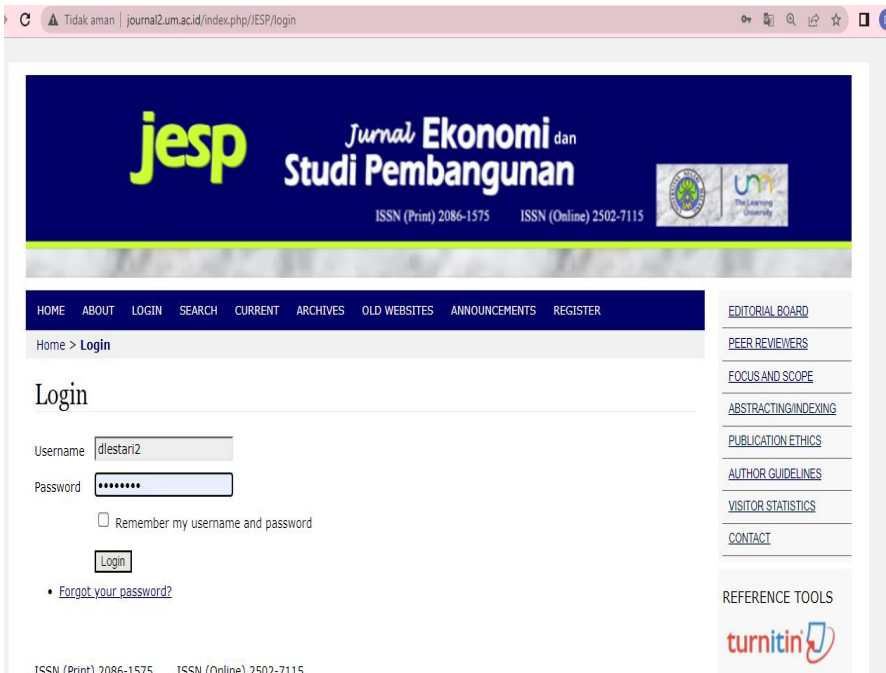 Tidak aman | journal2.um.ac.id/index.php/JESP/login
jesp
Jurnal Ekonomi dan
Studi Pembangunan
ISSN (Print) 2086-1575 ISSN (Online) 2502-7115
The Learning
University
HOME ABOUT LOGIN SEARCH CURRENT ARCHIVES OLD WEBSITES ANNOUNCEMENTS REGISTER
Home > Login
Login
Username dlestari2
Password ••••••••
Remember my username and password
Login
• Forgot your password?
ISSN (Print) 2086-1575 ISSN (Online) 2502-7115
EDITORIAL BOARD
PEER REVIEWERS
FOCUS AND SCOPE
ABSTRACTING/INDEXING
PUBLICATION ETHICS
AUTHOR GUIDELINES
VISITOR STATISTICS
CONTACT
REFERENCE TOOLS
turnitin